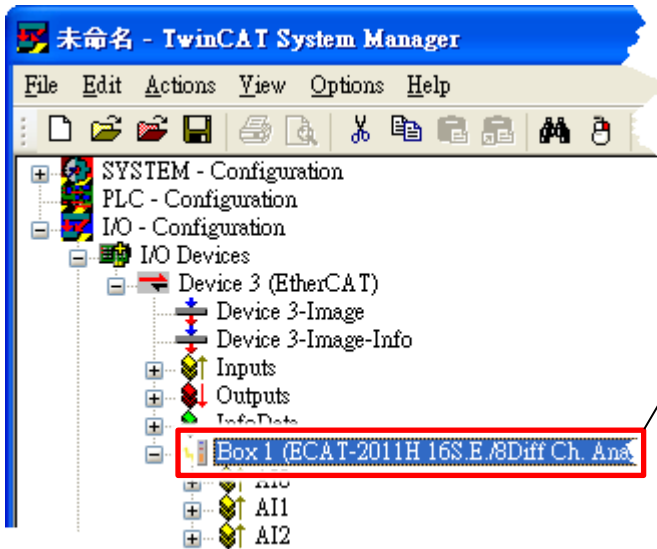 未命名 - TwinCAT System Manager
File Edit Actions View Options Help
SYSTEM - Configuration
PLC - Configuration
I/O - Configuration
I/O Devices
Device 3 (EtherCAT)
Device 3-Image
Device 3-Image-Info
Inputs
Outputs
InfoData
Box 1 (ECAT-2011H 16S.E./8Diff Ch. Ana
AI0
AI1
AI2